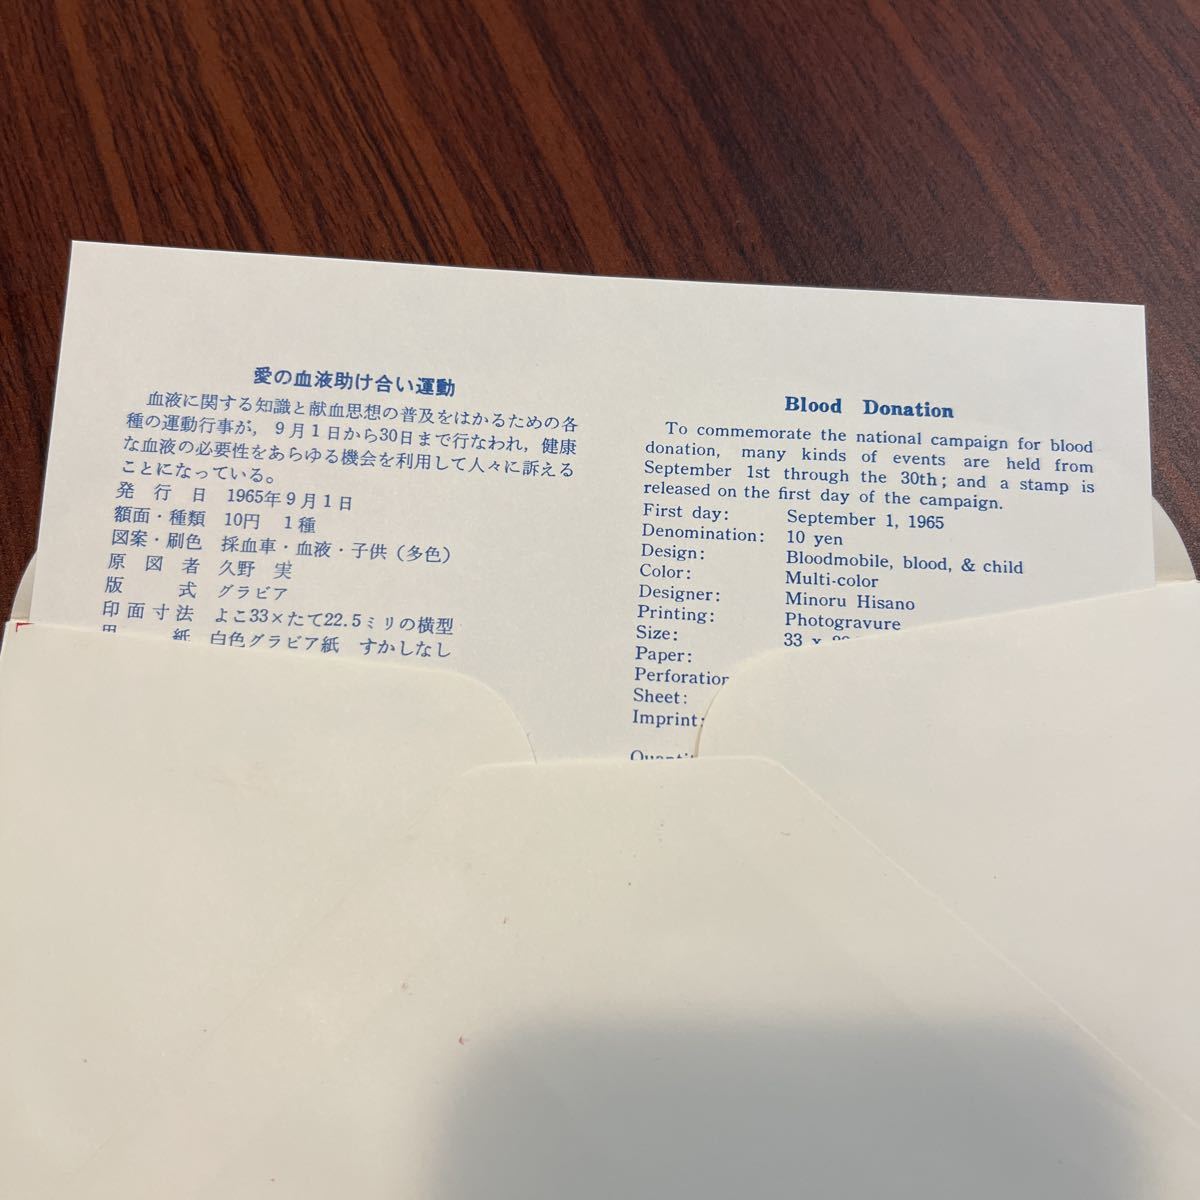 愛の血液助け合い運動
血液に関する知識と献血思想の普及をはかるための各
種の運動行事が，9月1日から30日まで行なわれ，健康
な血液の必要性をあらゆる機会を利用して人々に訴える
ことになっている。
発行日 1965年9月1日
額面・種類 10円 1種
図案・刷色 採血車・血液・子供（多色）
原図者 久野 実
版式 グラビア
印面寸法 よこ33×たて22.5ミリの横型
紙 白色グラビア紙 すかしなし
Blood Donation
To commemorate the national campaign for blood
donation, many kinds of events are held from
September 1st through the 30th; and a stamp is
released on the first day of the campaign.
First day: September 1, 1965
Denomination: 10 yen
Design: Bloodmobile, blood, & child
Color: Multi-color
Designer: Minoru Hisano
Printing: Photogravure
Size: 33 x
Paper:
Perforation
Sheet:
Imprint: